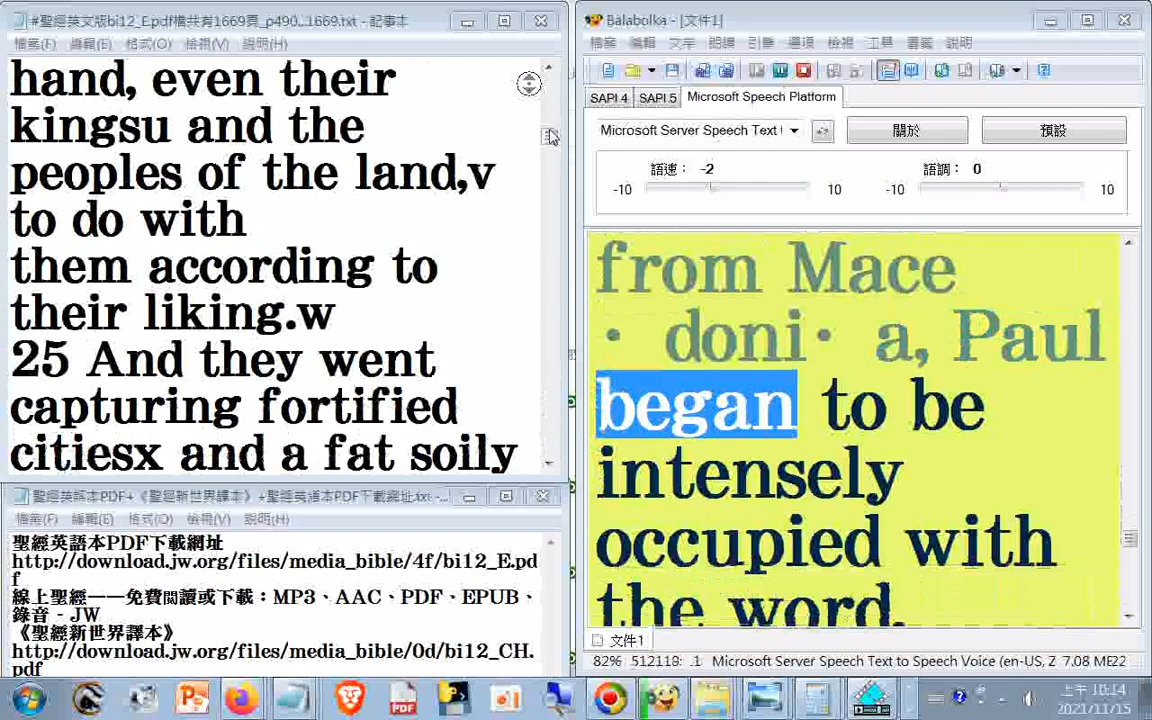 #聖經英文版bi12_E.pdf檔共有1669頁_p490...1669.txt - 記事本
檔案(F) 編輯(E) 格式(O) 檢視(V) 說明(H)
hand, even their
kingsu and the
peoples of the land,v
to do with
them according to
their liking.w
25 And they went
capturing fortified
citiesx and a fat soily
聖經英語本PDF+《聖經新世界譯本》+聖經英語本PDF下載網址.txt -...
檔案(F) 編輯(E) 格式(O) 檢視(V) 說明(H)
聖經英語本PDF下載網址
http://download.jw.org/files/media_bible/4f/bi12_E.pd
f
線上聖經——免費閱讀或下載：MP3、AAC、PDF、EPUB、
錄音 - JW
《聖經新世界譯本》
http://download.jw.org/files/media_bible/0d/bi12_CH.
pdf
Balabolka - [文件1]
檔案 編輯 文字 朗讀 引擎 選項 檢視 工具 書籤 說明
SAPI 4 SAPI 5 Microsoft Speech Platform
Microsoft Server Speech Text 關於 預設
語速： -2 語調： 0
-10 10 -10 10
from Mace
· doni· a, Paul
began to be
intensely
occupied with
the word.
文件1
82% 512118: .1 Microsoft Server Speech Text to Speech Voice (en-US, Z 7.08 ME22
上午 10:14
2021/11/15